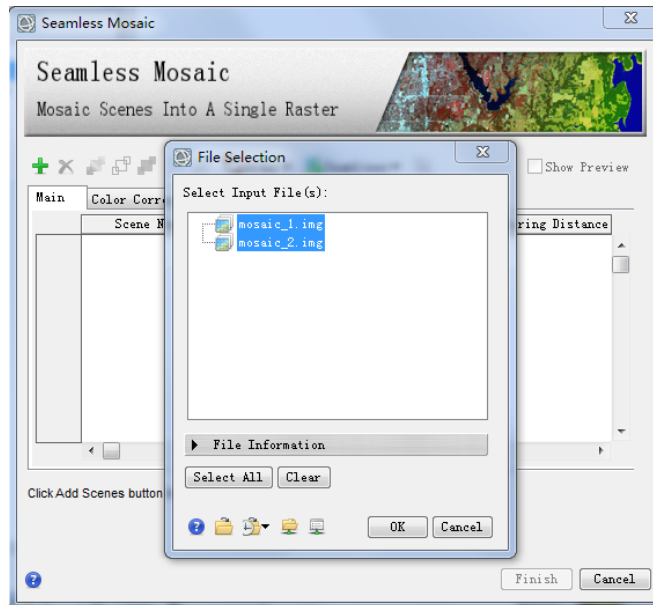 Seamless Mosaic
Seamless Mosaic
Mosaic Scenes Into A Single Raster
File Selection
Show Preview
Main
Color Corr
Select Input File(s):
Scene N
ring Distance
mosaic_1.img
mosaic_2.img
File Information
Select All
Clear
Click Add Scenes button
OK
Cancel
Finish
Cancel